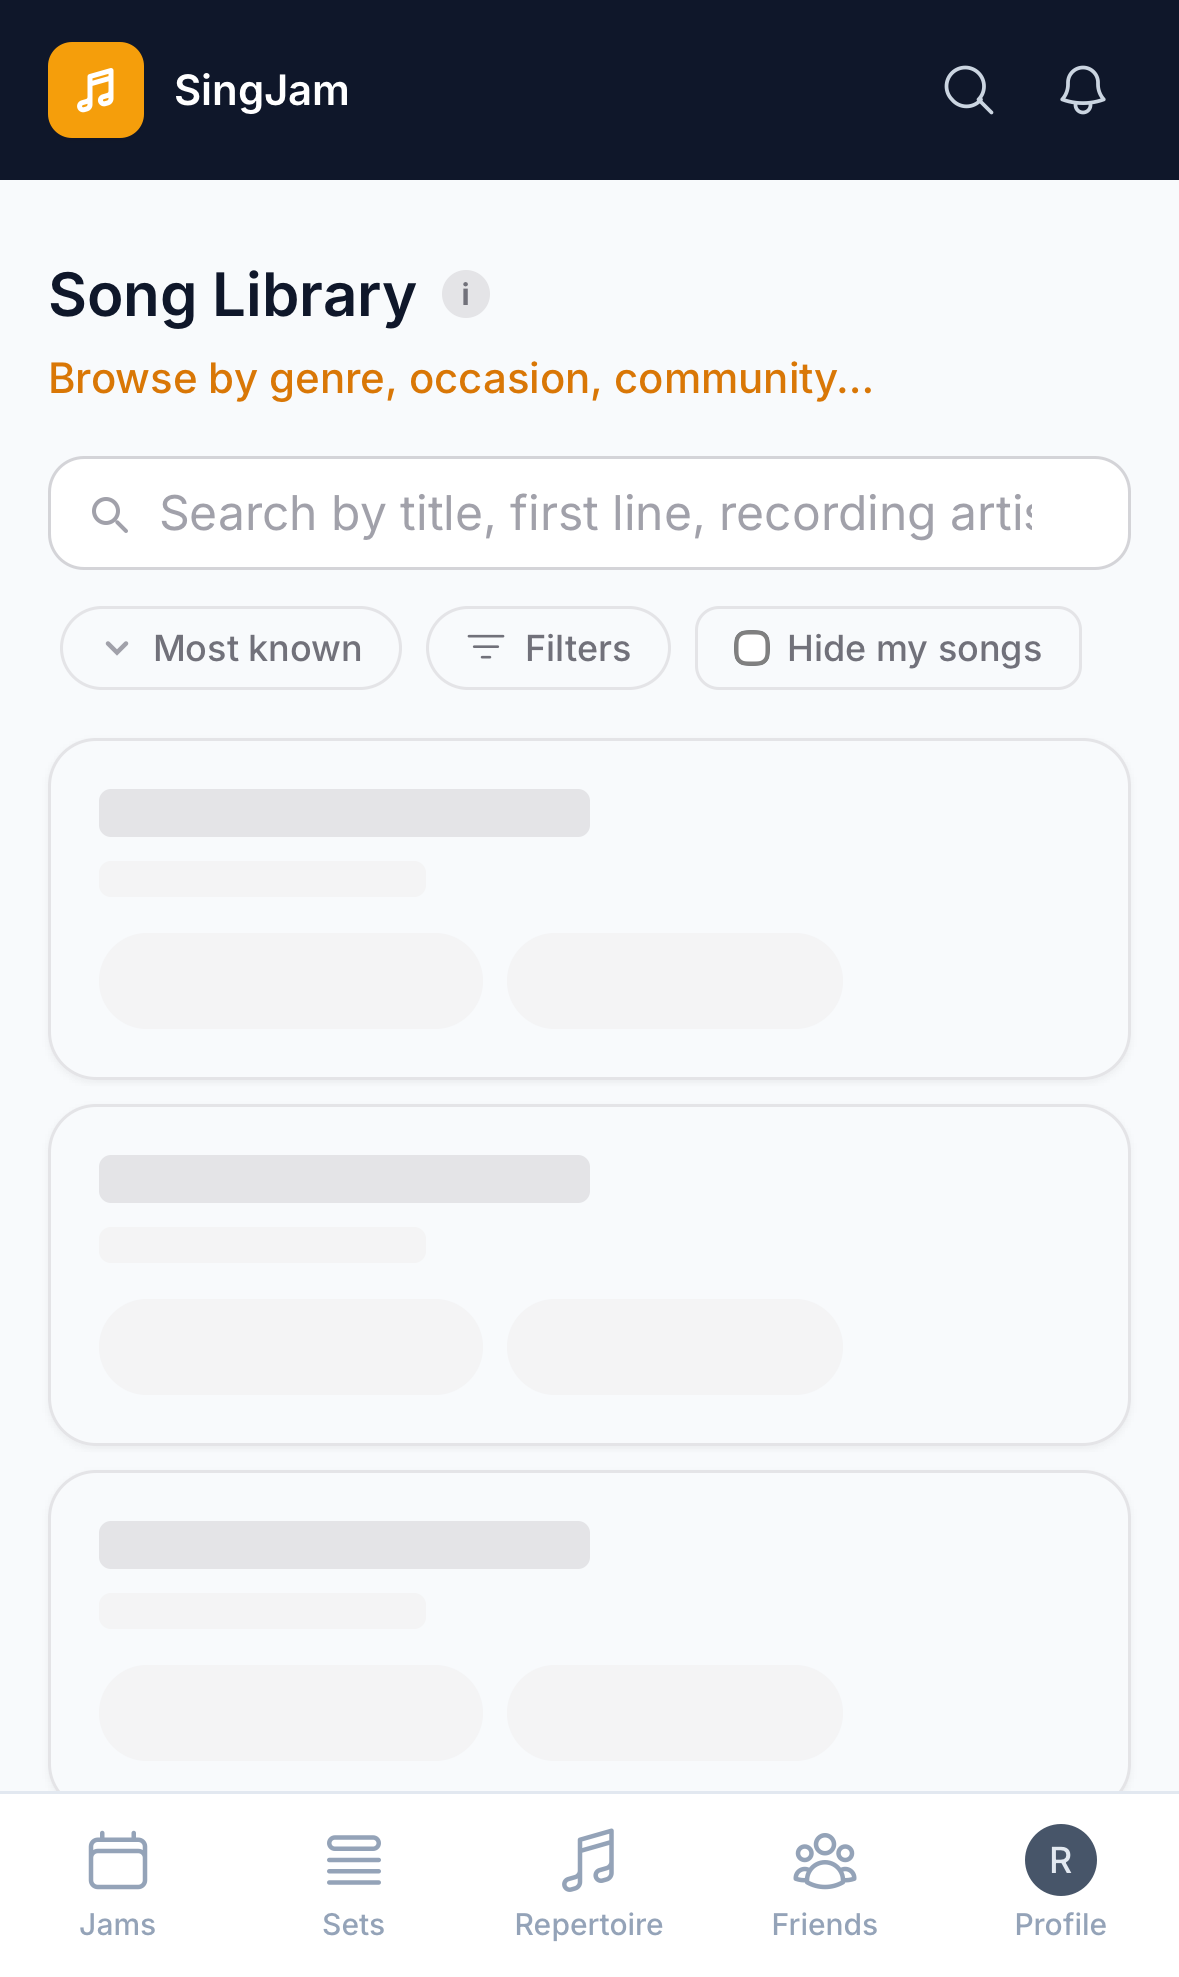 SingJam
Song Library i
Browse by genre, occasion, community...
Search by title, first line, recording artis
Most known Filters Hide my songs
Jams Sets Repertoire Friends R Profile